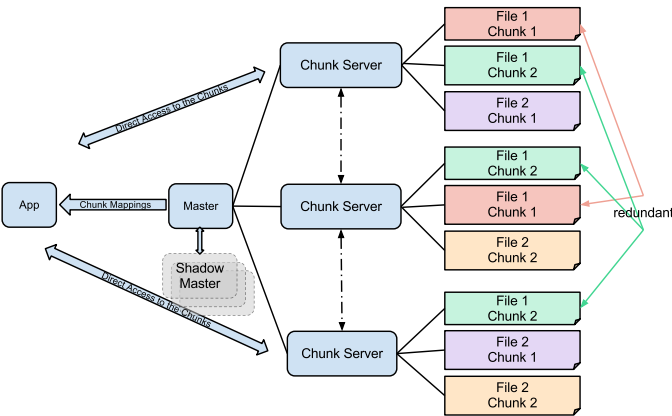 File 1
Chunk 1
File 1
Chunk 2
File 2
Chunk 1
Chunk Server
Direct Access to the Chunks
File 1
Chunk 2
File 1
Chunk 1
File 2
Chunk 2
Chunk Server
redundant
App
Chunk Mappings
Master
Shadow
Master
Direct Access to the Chunks
File 1
Chunk 2
File 2
Chunk 1
File 2
Chunk 2
Chunk Server